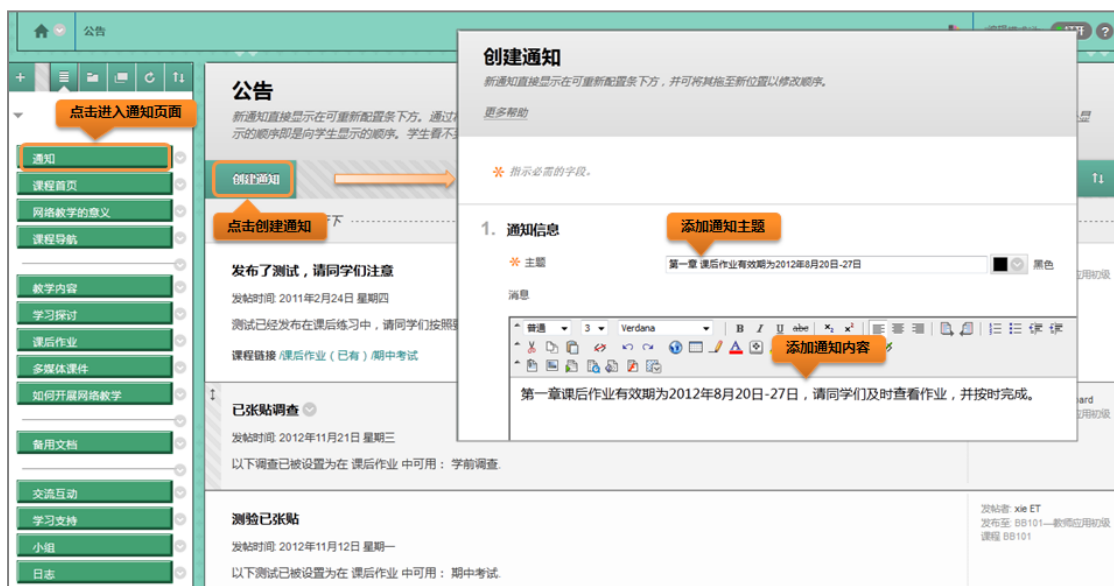 公告
点击进入通知页面
通知
课程首页
网络教学的意义
课程导航
教学内容
学习探讨
课后作业
多媒体课件
如何开展网络教学
备用文档
交流互动
学习支持
小组
日志
公告
新通知直接显示在可重新配置条下方。通过
示的顺序即是向学生显示的顺序。学生看不
创建通知
点击创建通知
发布了测试，请同学们注意
发帖时间: 2011年2月24日 星期四
测试已经发布在课后练习中，请同学们按照
课程链接 /课后作业（已有）/期中考试
已张贴调查
发帖时间: 2012年11月21日 星期三
以下调查已被设置为在 课后作业 中可用： 学前调查.
测验已张贴
发帖时间: 2012年11月12日 星期一
以下测试已被设置为在 课后作业 中可用： 期中考试.
发帖者: xie ET
发布至: BB101—教师应用初级
课程 BB101
创建通知
新通知直接显示在可重新配置条下方，并可将其拖至新位置以修改顺序。
更多帮助
指示必需的字段。
1. 通知信息
添加通知主题
主题
第一章 课后作业有效期为2012年8月20日-27日
黑色
消息
普通 3 Verdana
添加通知内容
第一章课后作业有效期为2012年8月20日-27日，请同学们及时查看作业，并按时完成。